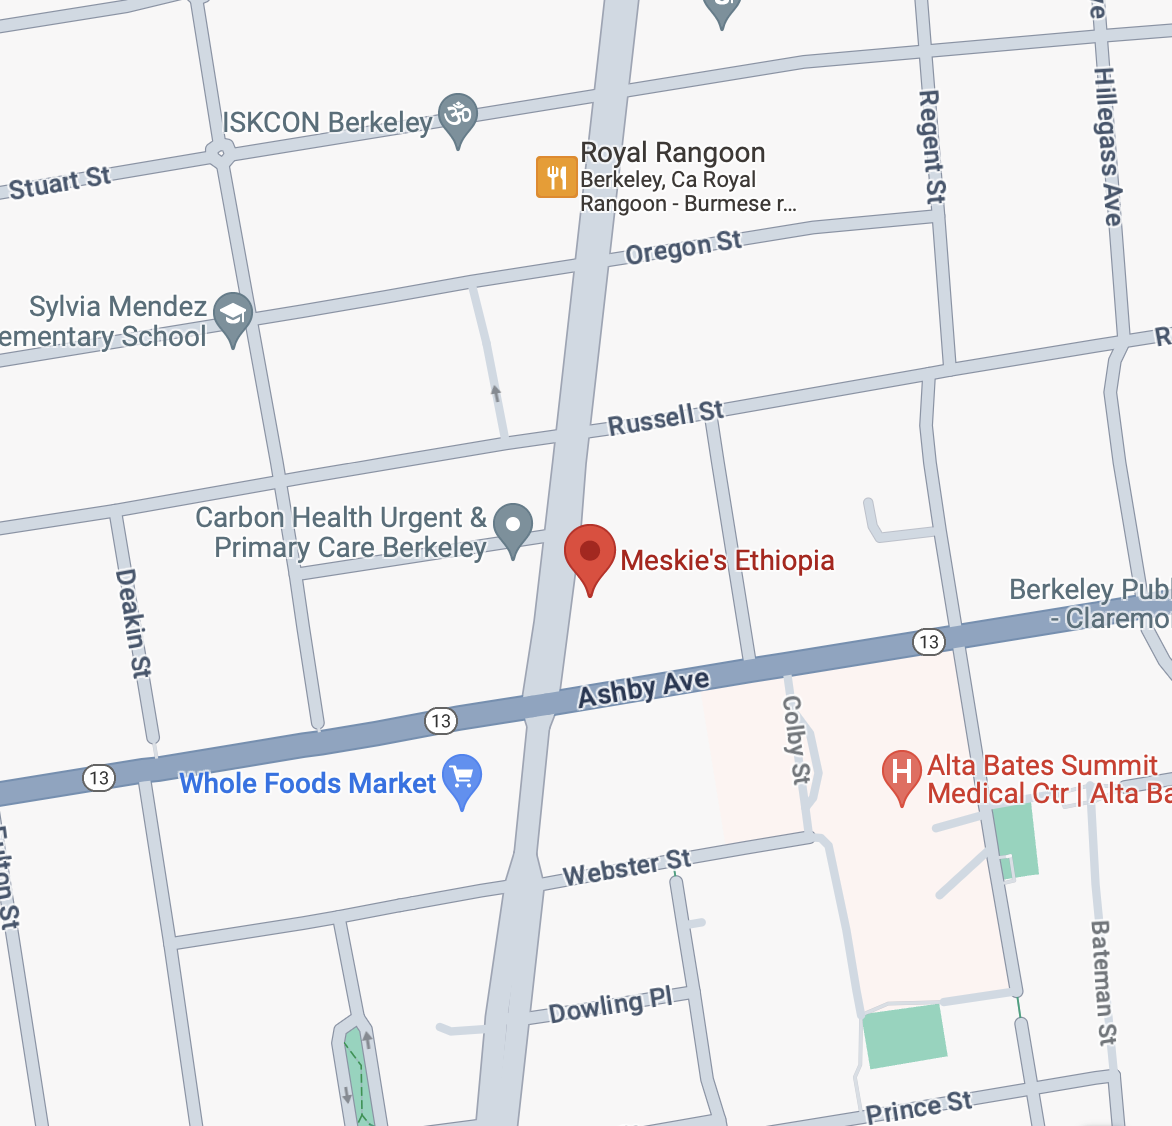 ISKCON Berkeley
ॐ
Stuart St
Royal Rangoon
Berkeley, Ca Royal
Rangoon - Burmese r...
Regent St
Hillegass Ave
ve
Oregon St
Sylvia Mendez
ementary School
Russell St
R
Carbon Health Urgent &
Primary Care Berkeley
Meskie's Ethiopia
Deakin St
Berkeley Publ
- Claremo
13
Ashby Ave
13
13
Whole Foods Market
Colby St
H
Alta Bates Summit
Medical Ctr | Alta Ba
Fulton St
Webster St
Bateman St
Dowling Pl
Prince St